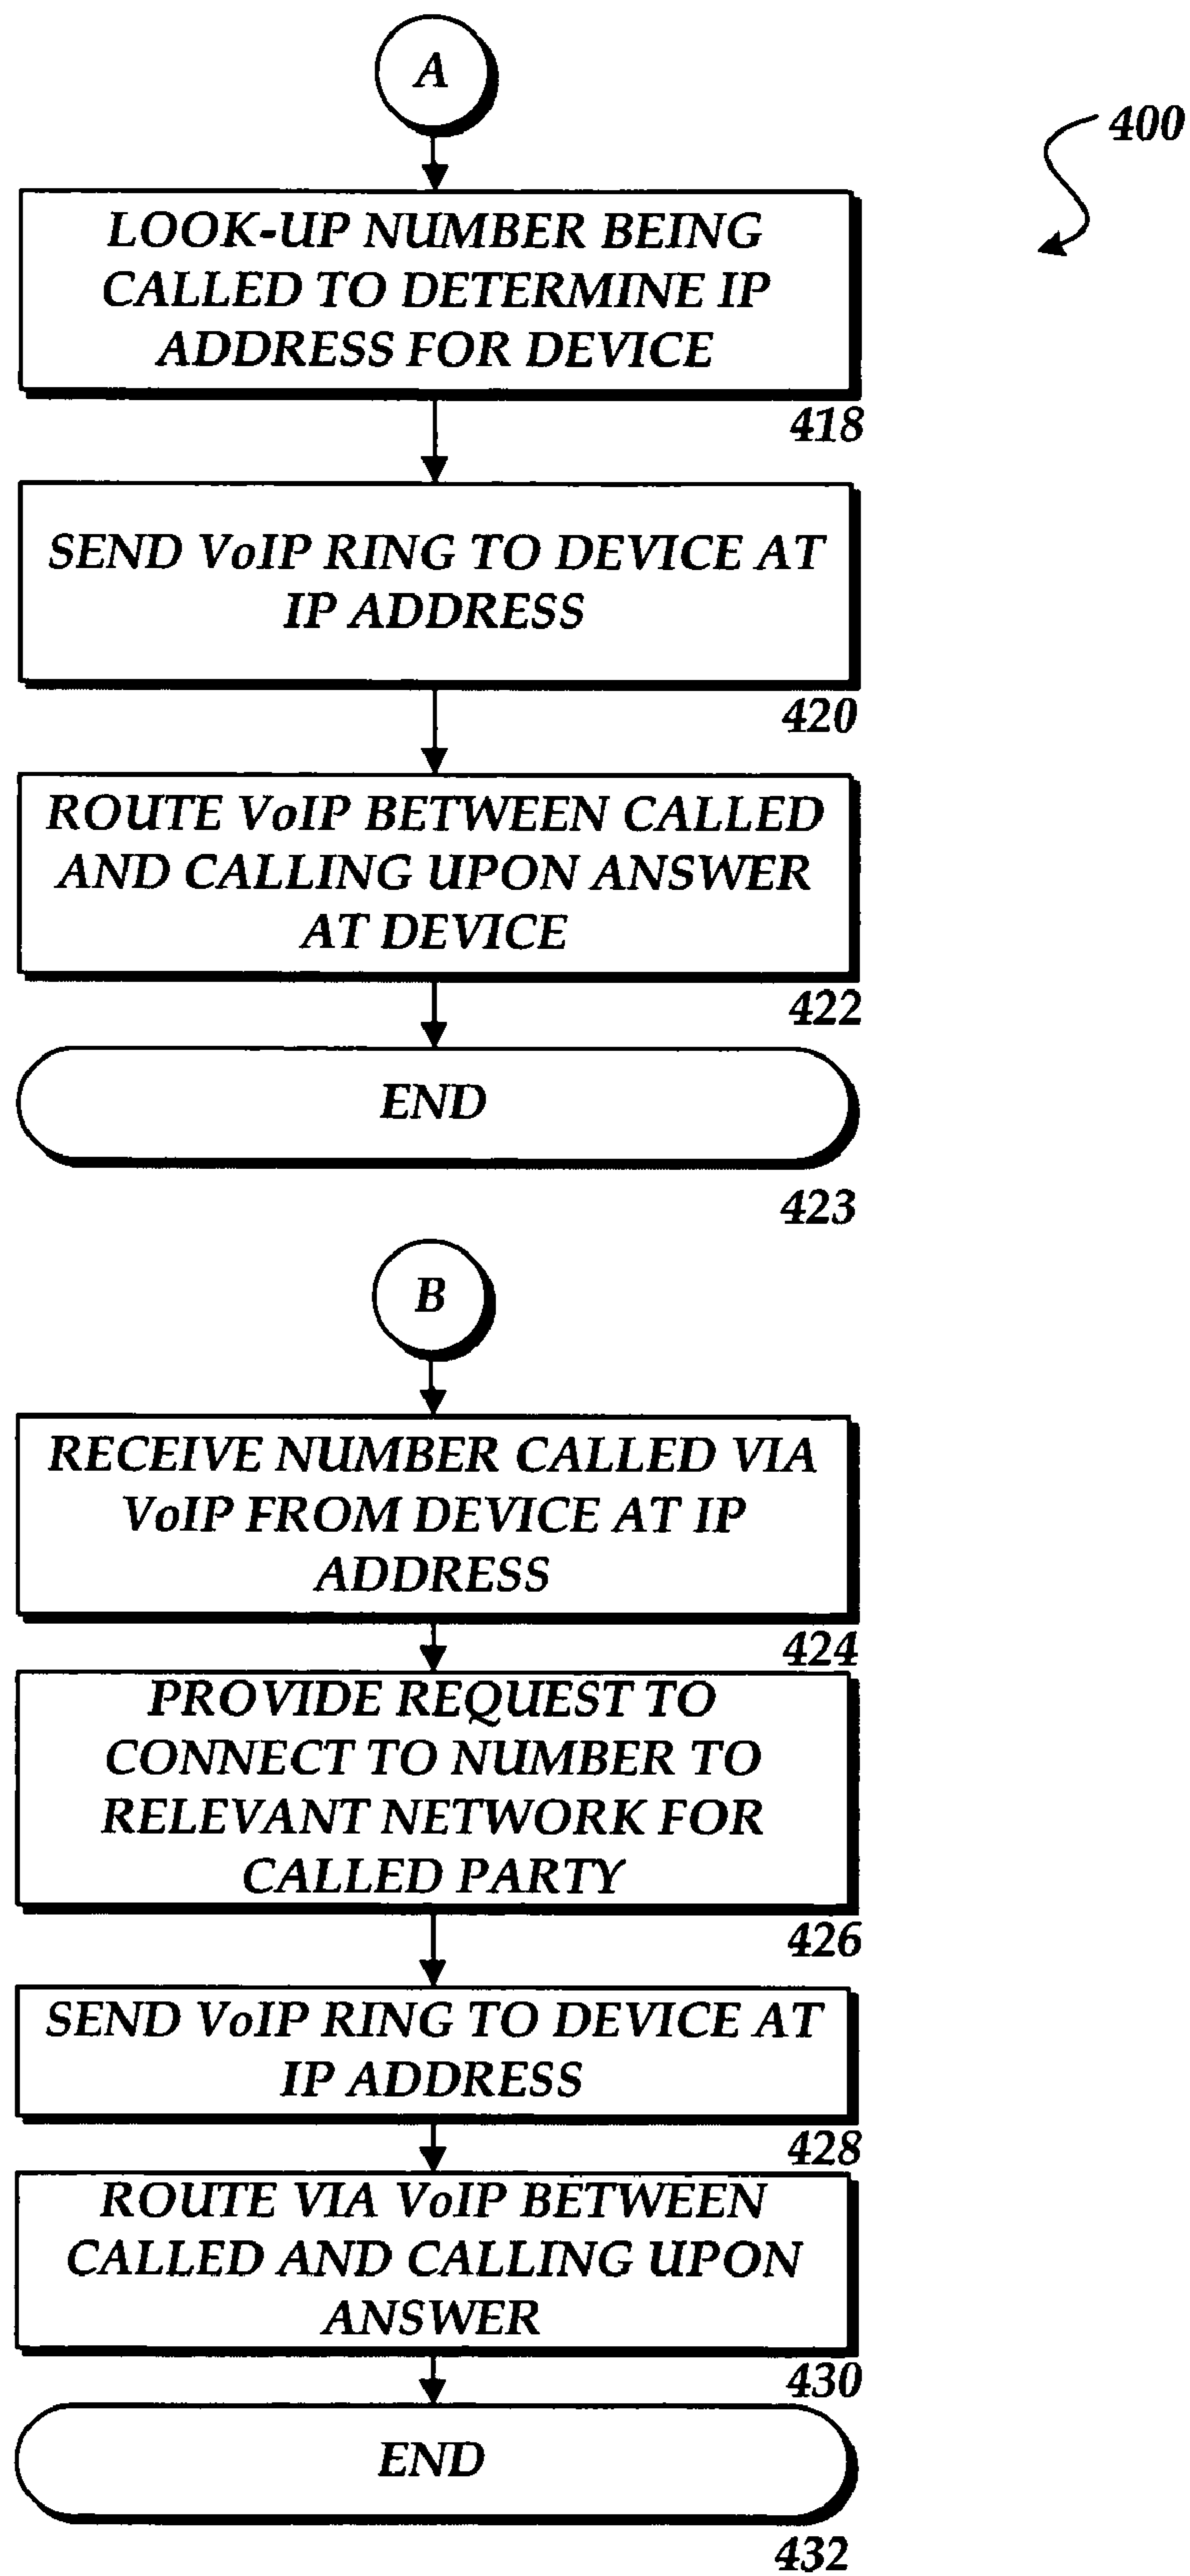 A
400
LOOK-UP NUMBER BEING
CALLED TO DETERMINE IP
ADDRESS FOR DEVICE
418
SEND VoIP RING TO DEVICE AT
IP ADDRESS
420
ROUTE VoIP BETWEEN CALLED
AND CALLING UPON ANSWER
AT DEVICE
422
END
423
B
RECEIVE NUMBER CALLED VIA
VoIP FROM DEVICE AT IP
ADDRESS
424
PROVIDE REQUEST TO
CONNECT TO NUMBER TO
RELEVANT NETWORK FOR
CALLED PARTY
426
SEND VoIP RING TO DEVICE AT
IP ADDRESS
428
ROUTE VIA VoIP BETWEEN
CALLED AND CALLING UPON
ANSWER
430
END
432